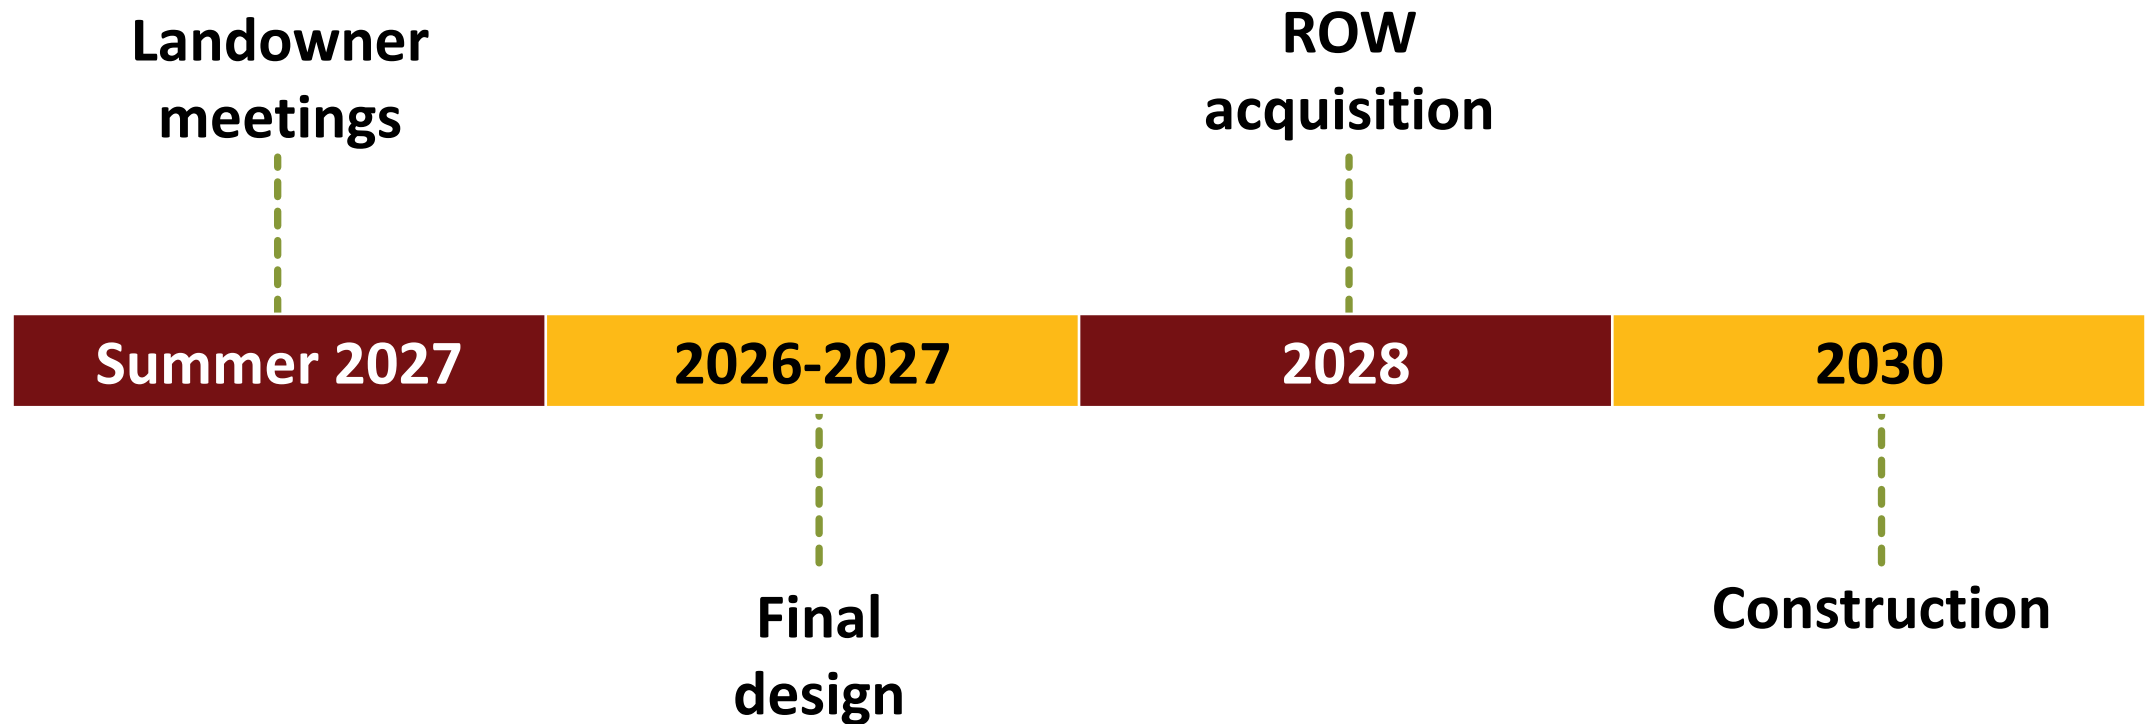 Landowner
meetings
ROW
acquisition
Summer 2027
2026-2027
2028
2030
Final
design
Construction